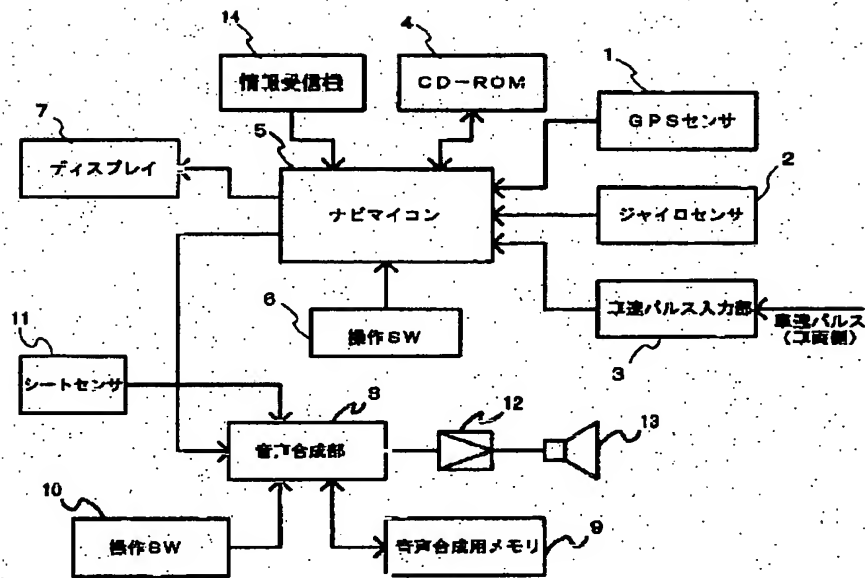 14
情報受信機
4
CD-ROM
1
GPSセンサ
7
ディスプレイ
5
ナビマイコン
2
ジャイロセンサ
6
操作SW
車速パルス入力部
3
車速パルス
(車両側)
11
シートセンサ
8
音声合成部
12
13
10
操作SW
音声合成用メモリ
9